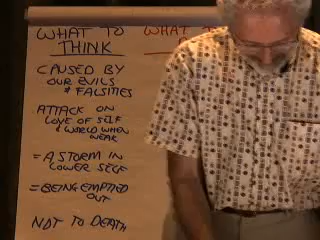 WHAT TO
THINK
WHAT
CAUSED BY
OUR EVILS
& FALSITIES
ATTACK ON
LOVE OF SELF
& WORLD WHEN
WEAK
= A STORM IN
LOWER SELF
= BEING EMPTIED
OUT
NOT TO DEATH